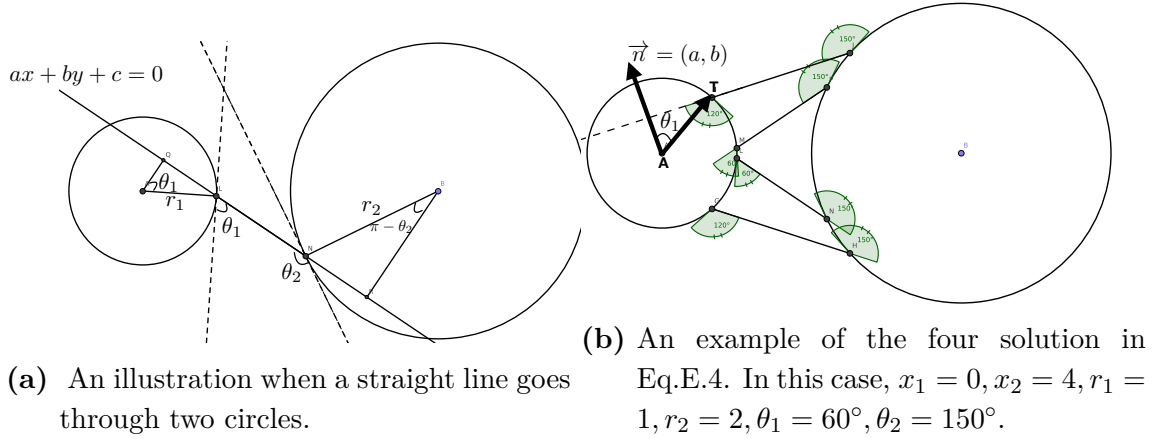 ax + by + c = 0
Q
θ₁
r₁
L
θ₁
B
r₂
π − θ₂
N
θ₂
(a) An illustration when a straight line goes
through two circles.
n⃗ = (a, b)
T
θ₁
A
120°
150°
150°
M
60°
60°
B
N
150°
120°
H
150°
(b) An example of the four solution in
Eq.E.4. In this case, x₁ = 0, x₂ = 4, r₁ =
1, r₂ = 2, θ₁ = 60°, θ₂ = 150°.